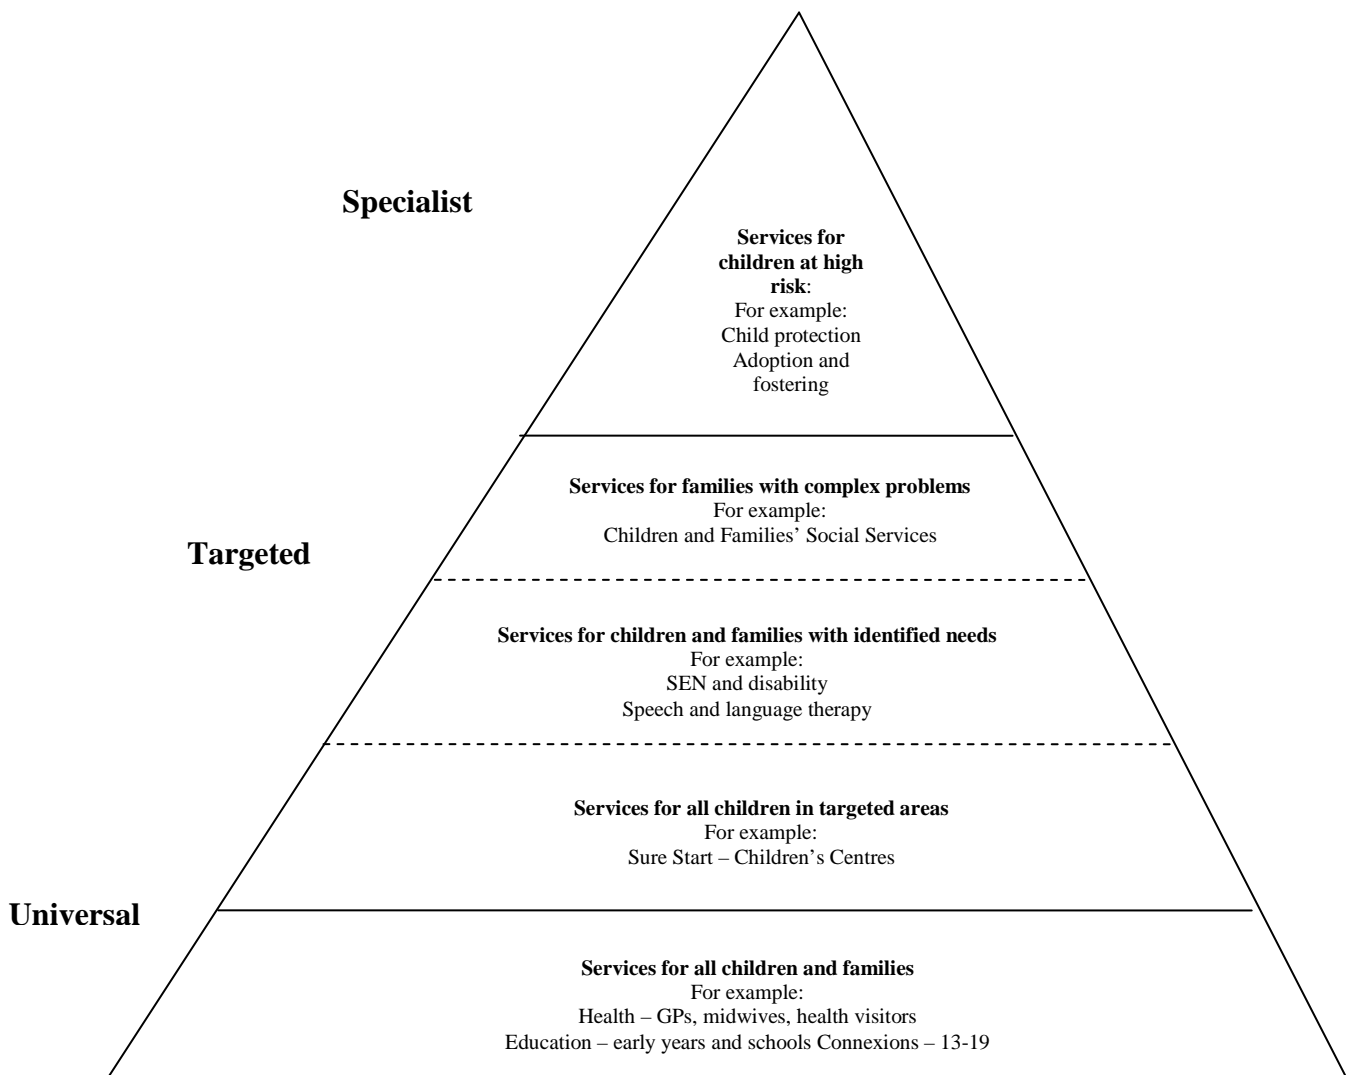 Specialist
Services for
children at high
risk:
For example:
Child protection
Adoption and
fostering
Services for families with complex problems
For example:
Children and Families’ Social Services
Targeted
Services for children and families with identified needs
For example:
SEN and disability
Speech and language therapy
Services for all children in targeted areas
For example:
Sure Start – Children’s Centres
Universal
Services for all children and families
For example:
Health – GPs, midwives, health visitors
Education – early years and schools Connexions – 13-19